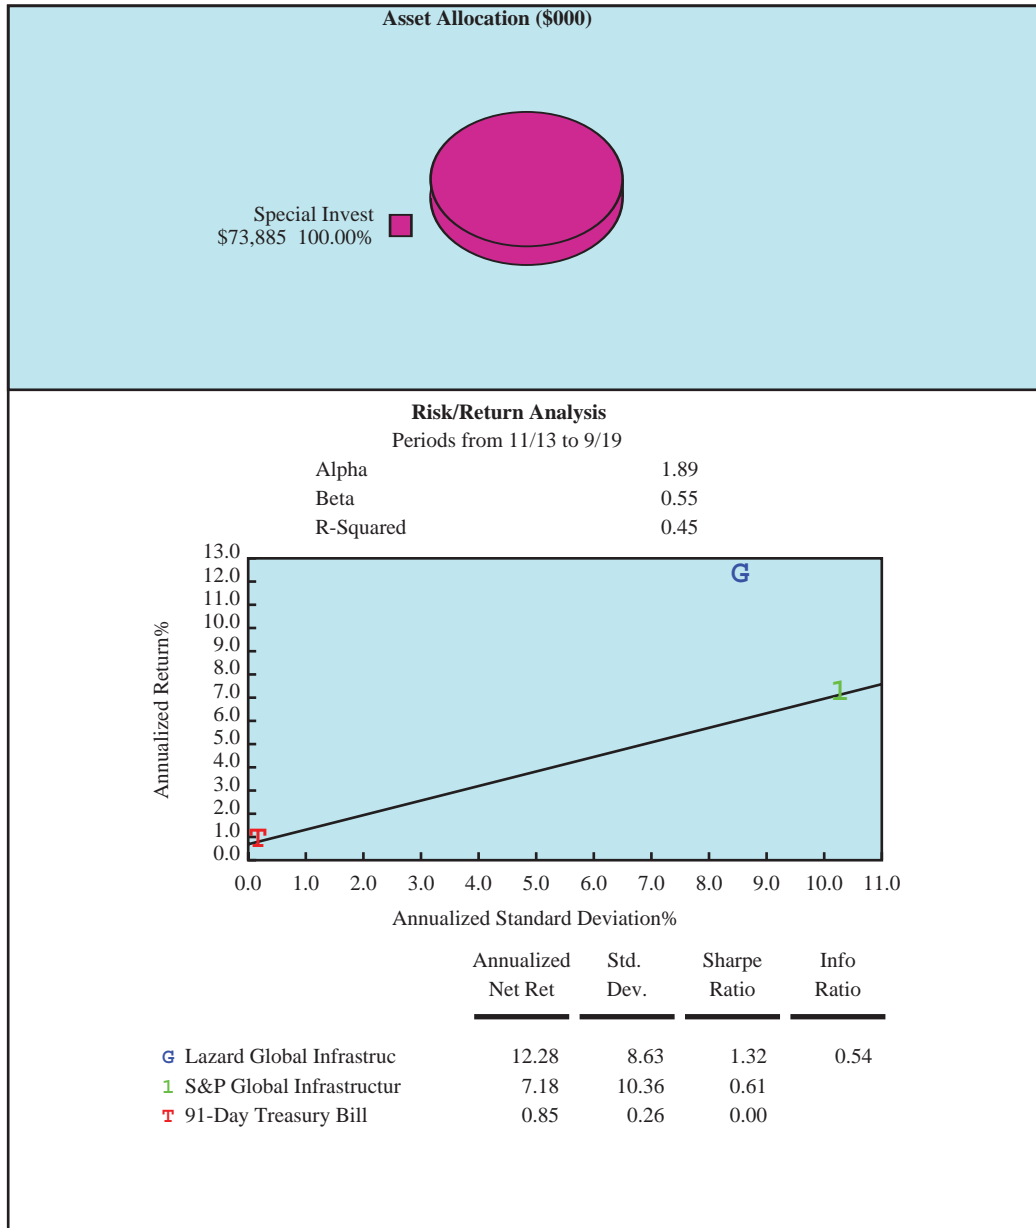 Asset Allocation ($000)
Special Invest
$73,885 100.00%
Risk/Return Analysis
Periods from 11/13 to 9/19
Alpha 1.89
Beta 0.55
R-Squared 0.45
13.0
12.0
11.0
10.0
9.0
8.0
7.0
6.0
5.0
4.0
3.0
2.0
1.0
0.0
Annualized Return%
G
1
T
0.0 1.0 2.0 3.0 4.0 5.0 6.0 7.0 8.0 9.0 10.0 11.0
Annualized Standard Deviation%
Annualized Std. Sharpe Info
Net Ret Dev. Ratio Ratio
G Lazard Global Infrastruc 12.28 8.63 1.32 0.54
1 S&P Global Infrastructur 7.18 10.36 0.61
T 91-Day Treasury Bill 0.85 0.26 0.00